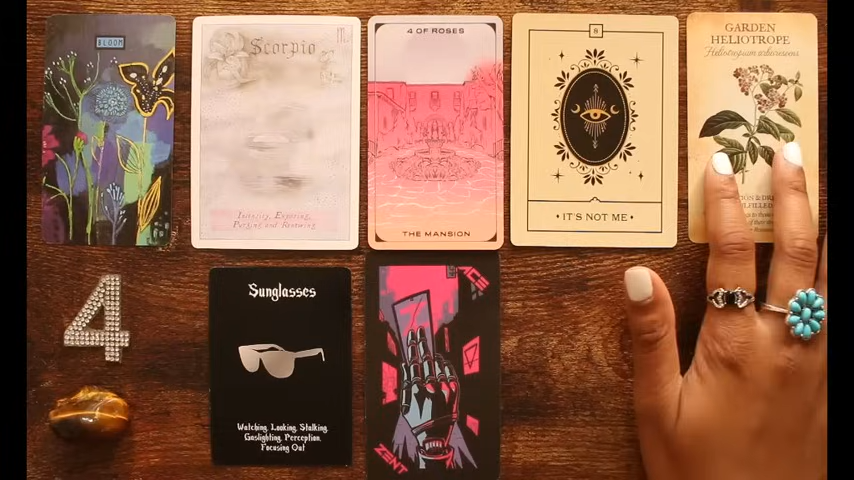 BLOOM
Scorpio
Intensity, Exposing,
Purging and Renewing
4 OF ROSES
THE MANSION
8
• IT'S NOT ME •
GARDEN
HELIOTROPE
Heliotropium arborescens
4
Sunglasses
Watching, Looking, Stalking,
Gaslighting, Perception,
Focusing Out
ACE
ZENT